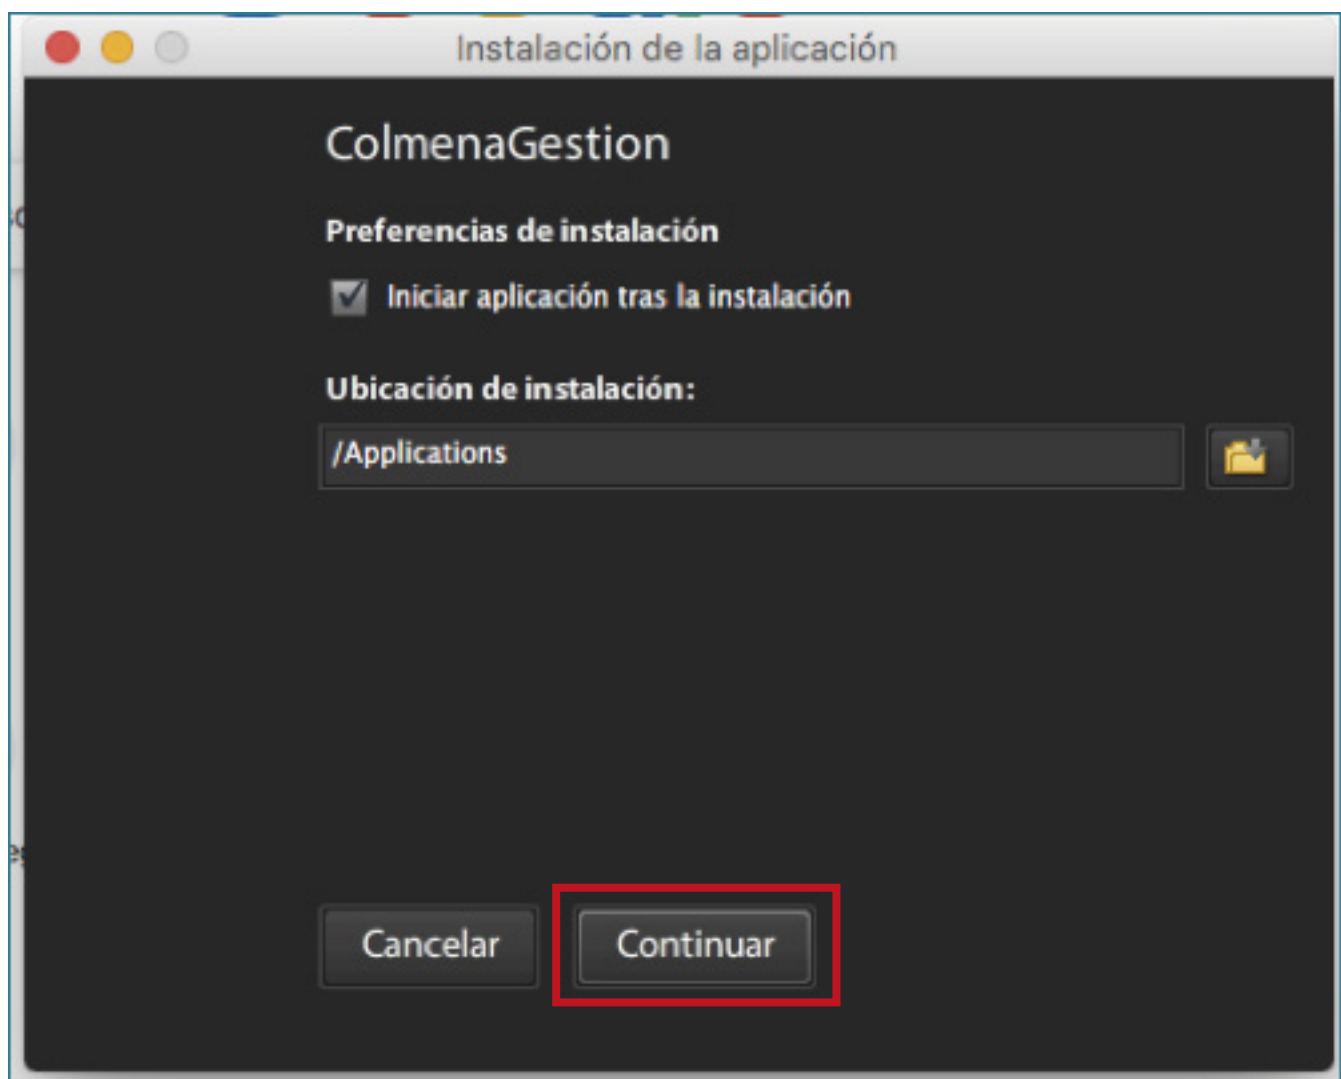 Instalación de la aplicación
ColmenaGestion
Preferencias de instalación
Iniciar aplicación tras la instalación
Ubicación de instalación:
/Applications
Cancelar
Continuar